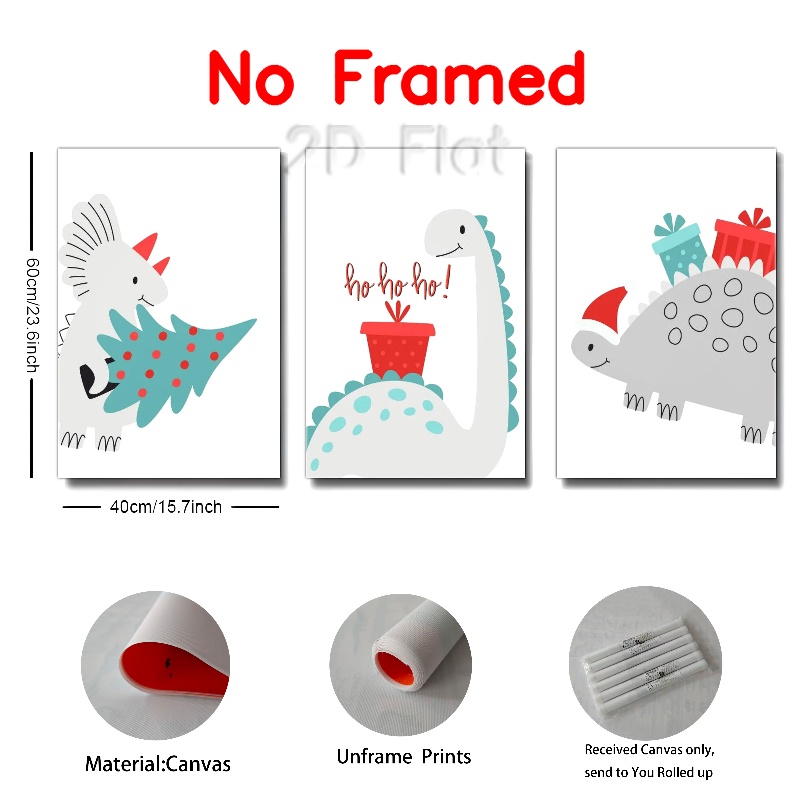 No Framed
2D Flat
60cm/23.6inch
ho ho ho!
40cm/15.7inch
Material:Canvas
Unframe Prints
Received Canvas only,
send to You Rolled up